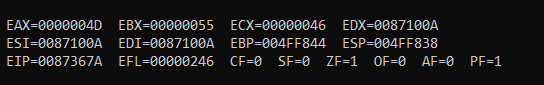 EAX=0000004D  EBX=00000055  ECX=00000046  EDX=0087100A
ESI=0087100A  EDI=0087100A  EBP=004FF844  ESP=004FF838
EIP=0087367A  EFL=00000246  CF=0  SF=0  ZF=1  OF=0  AF=0  PF=1